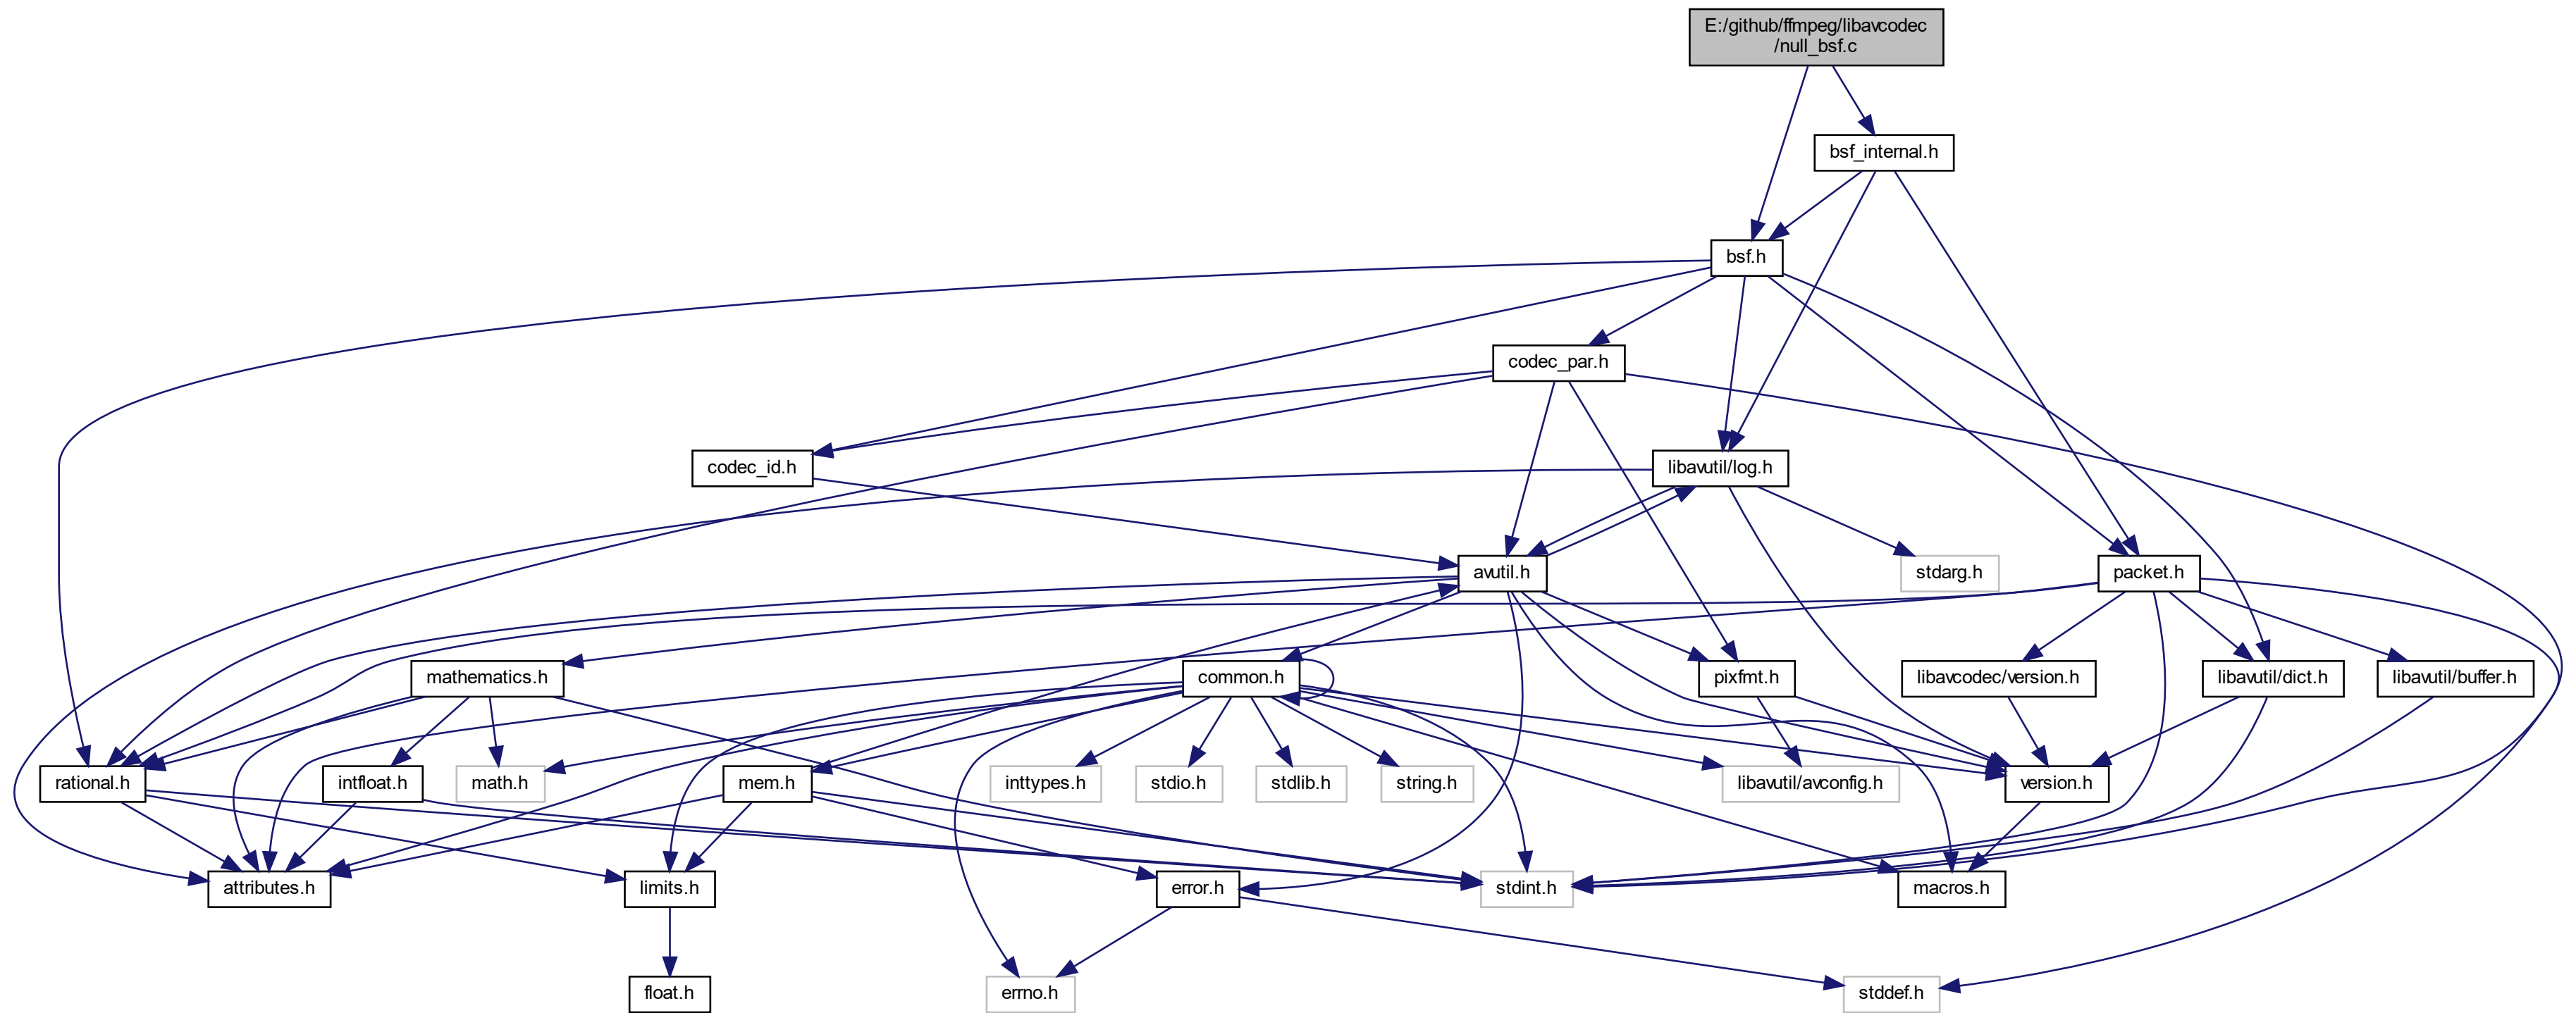 E:/github/ffmpeg/libavcodec
/null_bsf.c
bsf_internal.h
bsf.h
codec_par.h
codec_id.h
libavutil/log.h
avutil.h
stdarg.h
packet.h
mathematics.h
common.h
pixfmt.h
libavcodec/version.h
libavutil/dict.h
libavutil/buffer.h
rational.h
intfloat.h
math.h
mem.h
inttypes.h
stdio.h
stdlib.h
string.h
libavutil/avconfig.h
version.h
attributes.h
limits.h
error.h
stdint.h
macros.h
float.h
errno.h
stddef.h